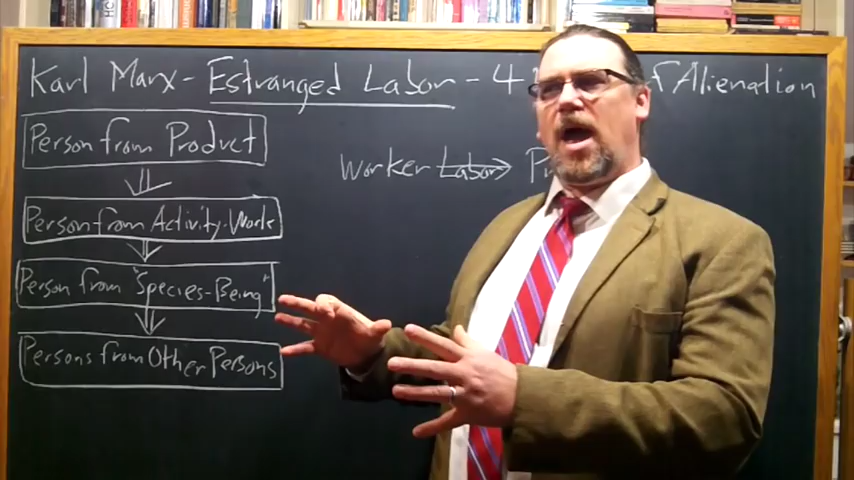 Karl Marx - Estranged Labor - 4 of Alienation
Person from Product
Worker Labor
Person from Activity-Work
Person from "Species-Being"
Persons from Other Persons